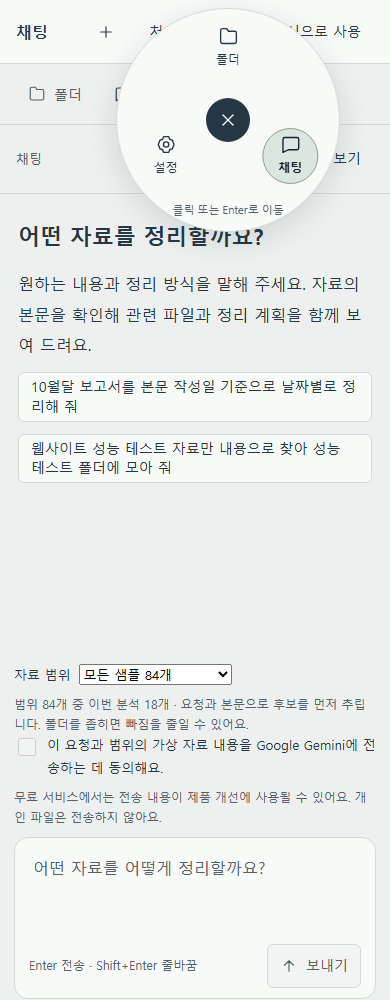 채팅
으로 사용
폴더
폴더
설정
채팅
채팅
보기
클릭 또는 Enter로 이동
어떤 자료를 정리할까요?
원하는 내용과 정리 방식을 말해 주세요. 자료의
본문을 확인해 관련 파일과 정리 계획을 함께 보
여 드려요.
10월달 보고서를 본문 작성일 기준으로 날짜별로 정
리해 줘
웹사이트 성능 테스트 자료만 내용으로 찾아 성능
테스트 폴더에 모아 줘
자료 범위 모든 샘플 84개
범위 84개 중 이번 분석 18개 · 요청과 본문으로 후보를 먼저 추립
니다. 폴더를 좁히면 빠짐을 줄일 수 있어요.
이 요청과 범위의 가상 자료 내용을 Google Gemini에 전
송하는 데 동의해요.
무료 서비스에서는 전송 내용이 제품 개선에 사용될 수 있어요. 개
인 파일은 전송하지 않아요.
어떤 자료를 어떻게 정리할까요?
Enter 전송 · Shift+Enter 줄바꿈
보내기